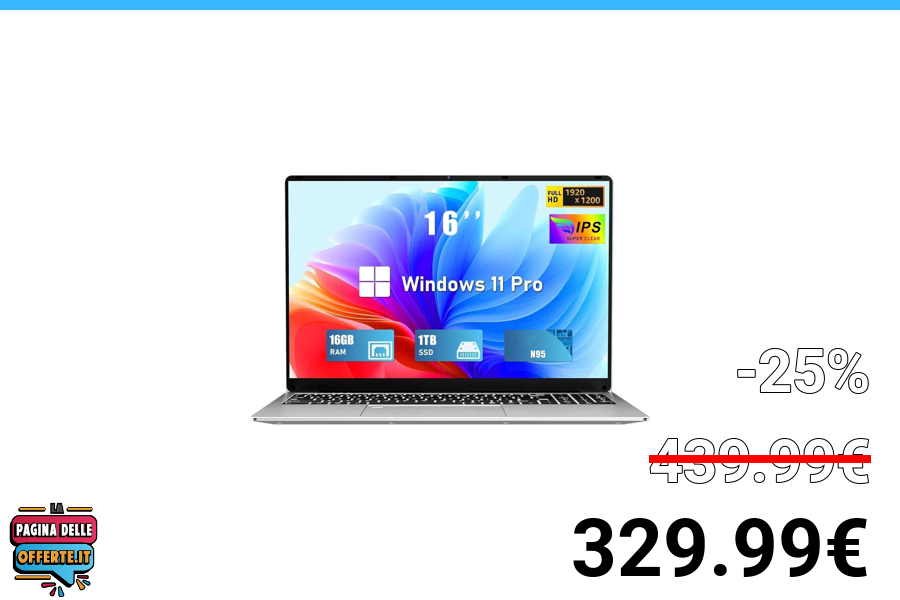 16''
FULL HD 1920 x 1200
IPS
SUPER CLEAR
Windows 11 Pro
16GB RAM
1TB SSD
N95
-25%
439.99€
329.99€
LA
PAGINA DELLE
OFFERTE.IT